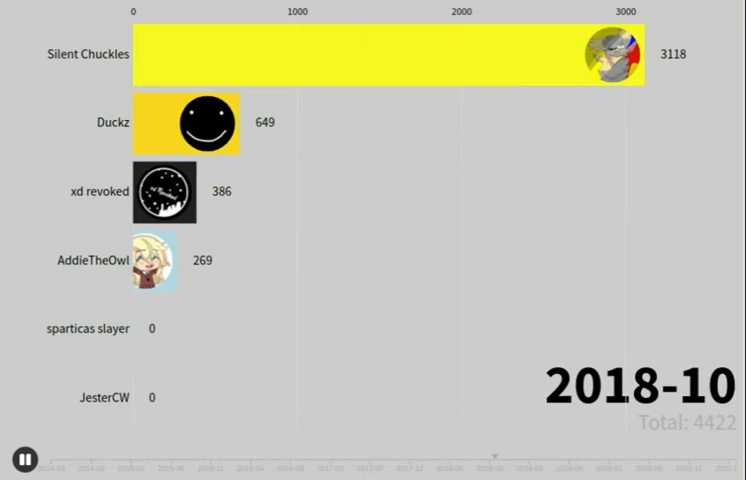 0 1000 2000 3000
Silent Chuckles 3118
Duckz 649
xd revoked 386
AddieTheOwl 269
sparticas slayer 0
JesterCW 0
2018-10
Total: 4422